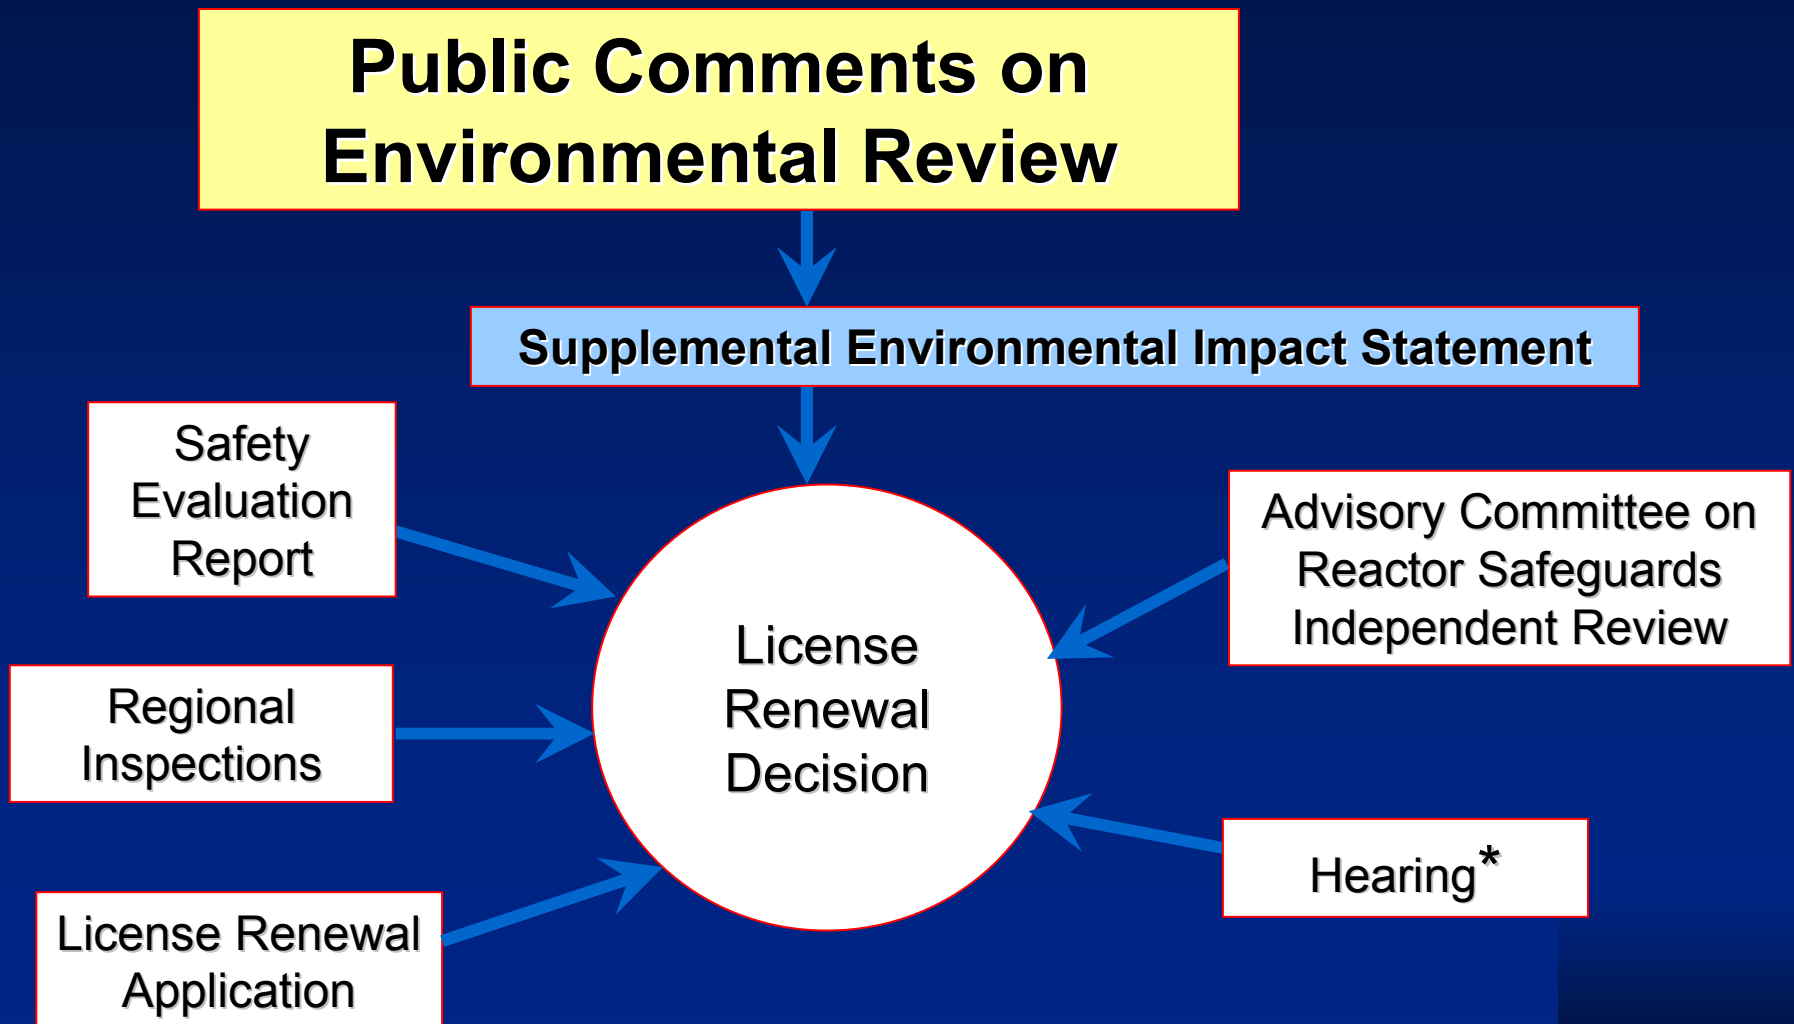 Public Comments on
Environmental Review
Supplemental Environmental Impact Statement
Safety
Evaluation
Report
Advisory Committee on
Reactor Safeguards
Independent Review
License
Renewal
Decision
Regional
Inspections
Hearing*
License Renewal
Application